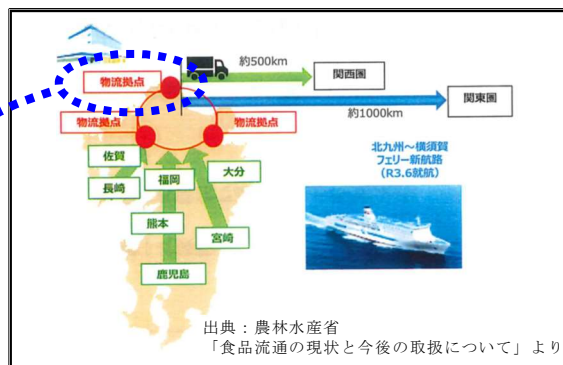 約500km
関西圏
物流拠点
関東圏
約1000km
物流拠点
物流拠点
佐賀
福岡
大分
長崎
北九州~横須賀
フェリー新航路
(R3.6就航)
熊本
宮崎
鹿児島
出典:農林水産省
「食品流通の現状と今後の取扱について」より